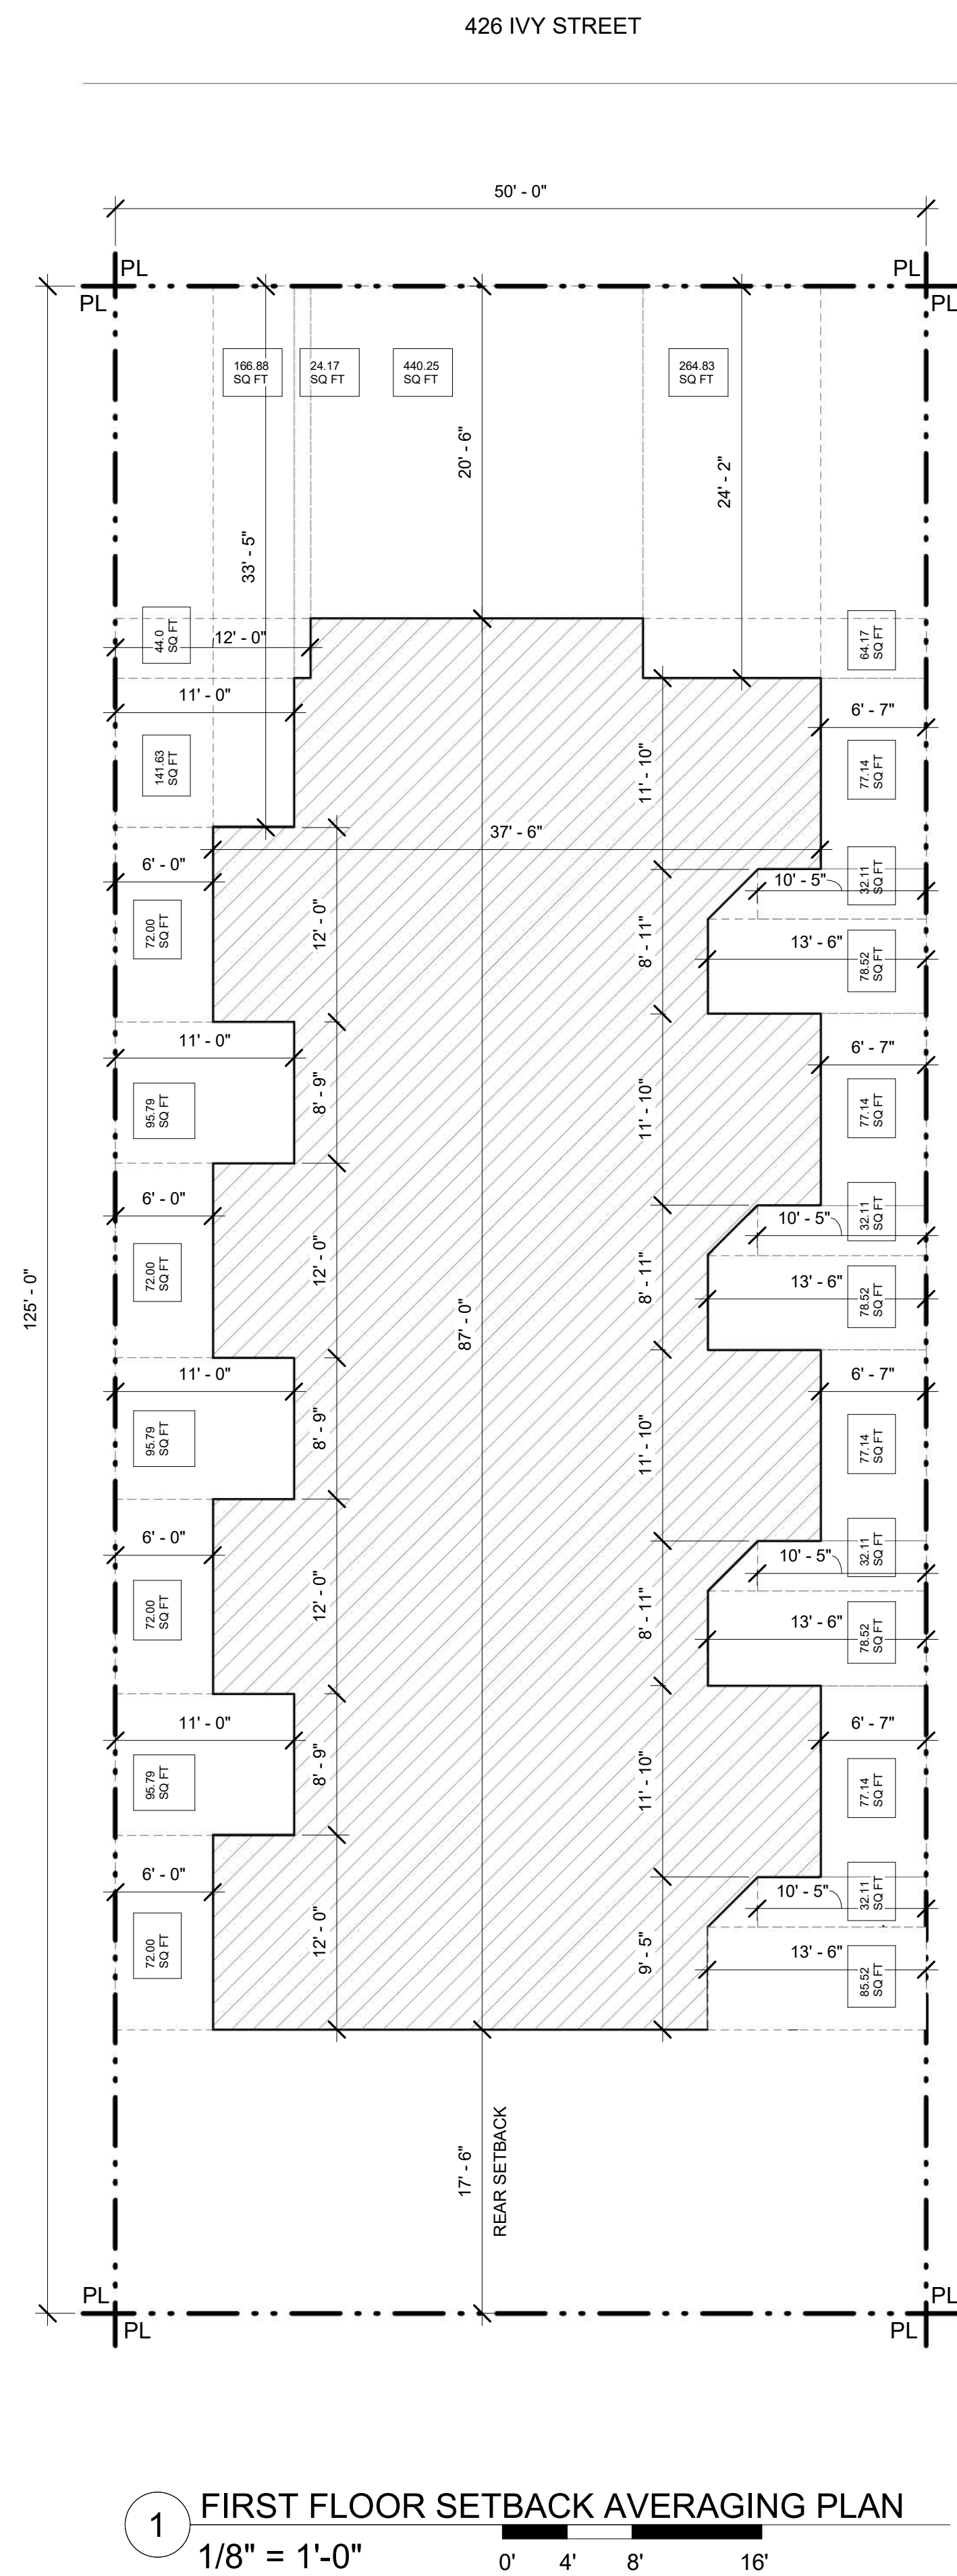 426 IVY STREET
50' - 0"
PL
PL
PL
PL
166.88
SQ FT
24.17
SQ FT
440.25
SQ FT
264.83
SQ FT
20' - 6"
24' - 2"
33' - 5"
44.0
SQ FT
12' - 0"
64.17
SQ FT
11' - 0"
6' - 7"
141.63
SQ FT
11' - 10"
77.14
SQ FT
37' - 6"
6' - 0"
10' - 5"
32.11
SQ FT
72.00
SQ FT
12' - 0"
8' - 11"
13' - 6"
78.52
SQ FT
11' - 0"
6' - 7"
95.79
SQ FT
8' - 9"
11' - 10"
77.14
SQ FT
6' - 0"
10' - 5"
32.11
SQ FT
72.00
SQ FT
12' - 0"
8' - 11"
13' - 6"
78.52
SQ FT
125' - 0"
87' - 0"
11' - 0"
6' - 7"
95.79
SQ FT
8' - 9"
11' - 10"
77.14
SQ FT
6' - 0"
10' - 5"
32.11
SQ FT
72.00
SQ FT
12' - 0"
8' - 11"
13' - 6"
78.52
SQ FT
11' - 0"
6' - 7"
95.79
SQ FT
8' - 9"
11' - 10"
77.14
SQ FT
6' - 0"
10' - 5"
32.11
SQ FT
72.00
SQ FT
12' - 0"
9' - 5"
13' - 6"
85.52
SQ FT
17' - 6"
REAR SETBACK
PL
PL
PL
PL
1
FIRST FLOOR SETBACK AVERAGING PLAN
1/8" = 1'-0"
0' 4' 8' 16'